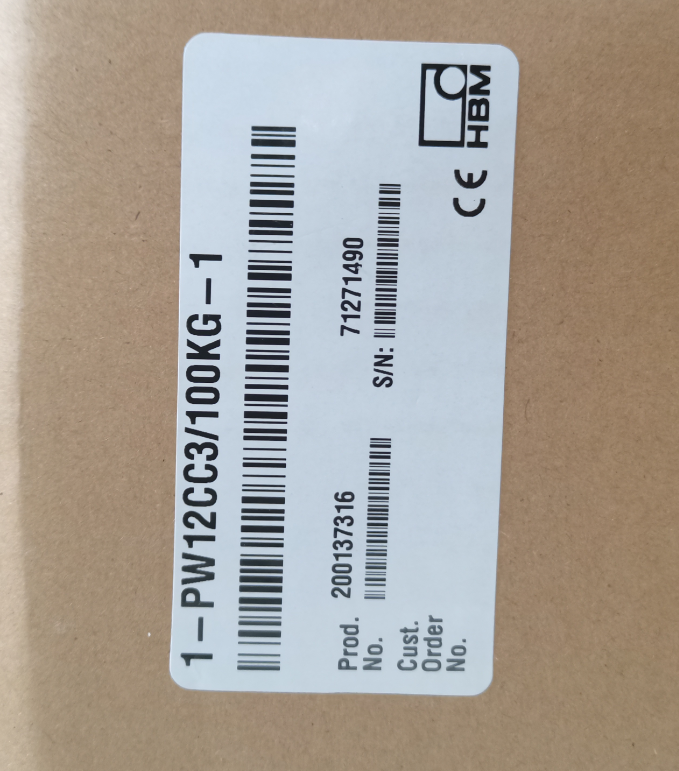 1-PW12CC3/100KG-1
Prod. No. 200137316
S/N: 71271490
Cust. Order No.
CE
HBM